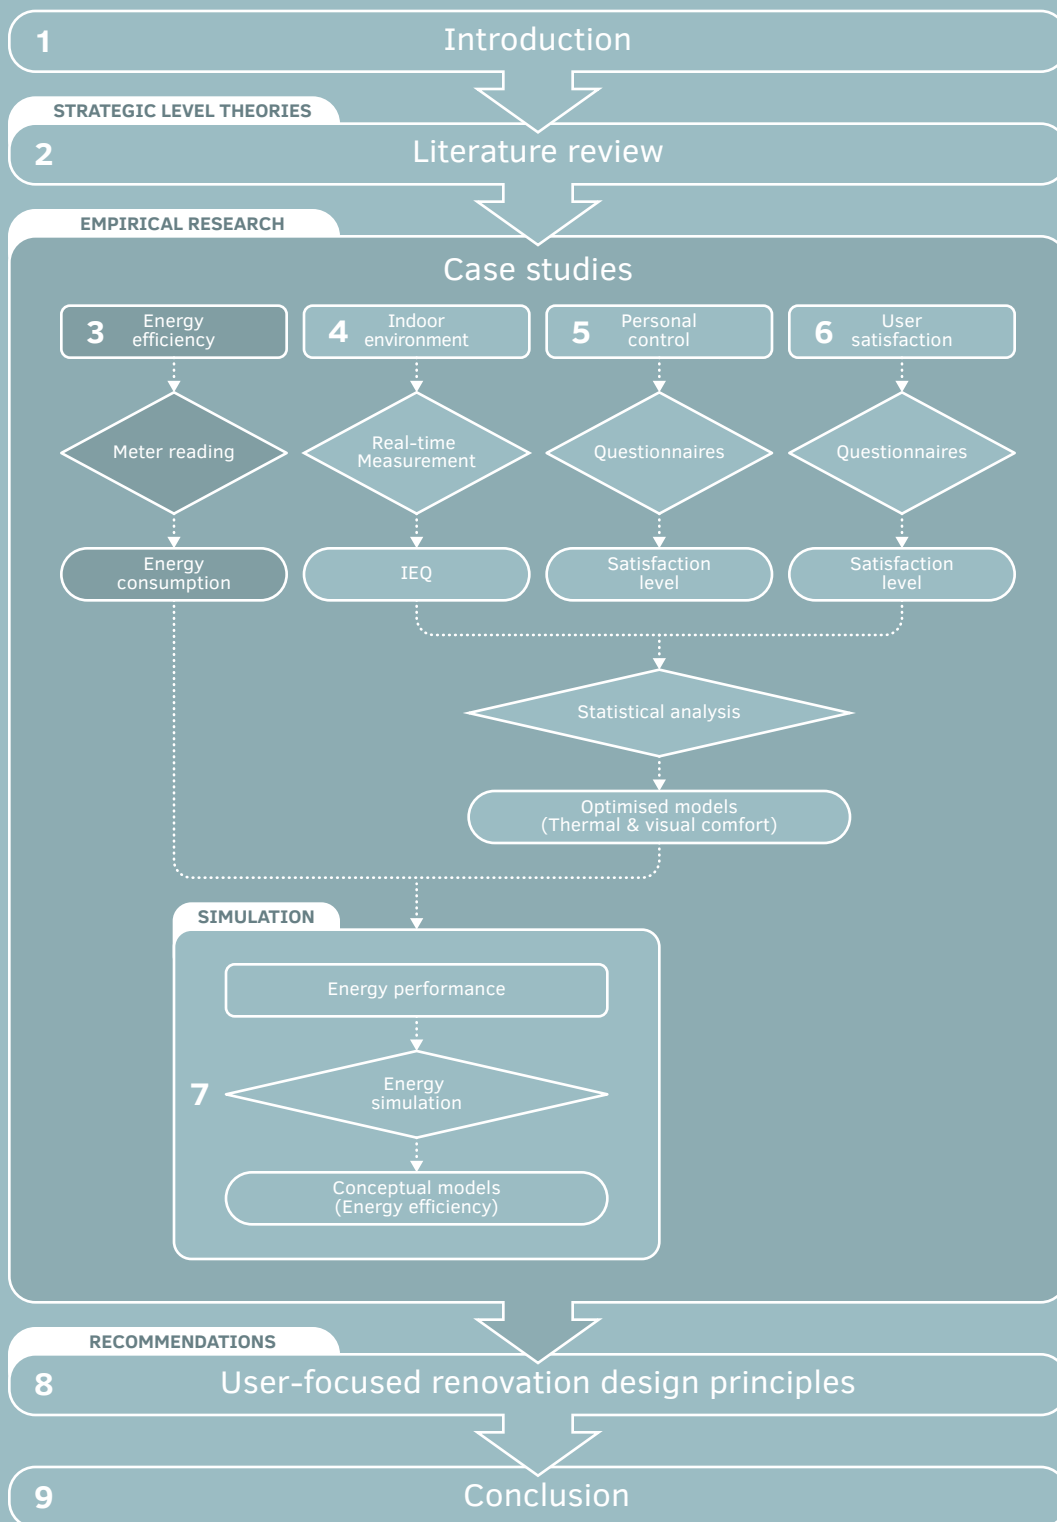 1
Introduction
STRATEGIC LEVEL THEORIES
2
Literature review
EMPIRICAL RESEARCH
Case studies
3
Energy
efficiency
4
Indoor
environment
5
Personal
control
6
User
satisfaction
Meter reading
Real-time
Measurement
Questionnaires
Questionnaires
Energy
consumption
IEQ
Satisfaction
level
Satisfaction
level
Statistical analysis
Optimised models
(Thermal & visual comfort)
SIMULATION
Energy performance
7
Energy
simulation
Conceptual models
(Energy efficiency)
RECOMMENDATIONS
8
User-focused renovation design principles
9
Conclusion